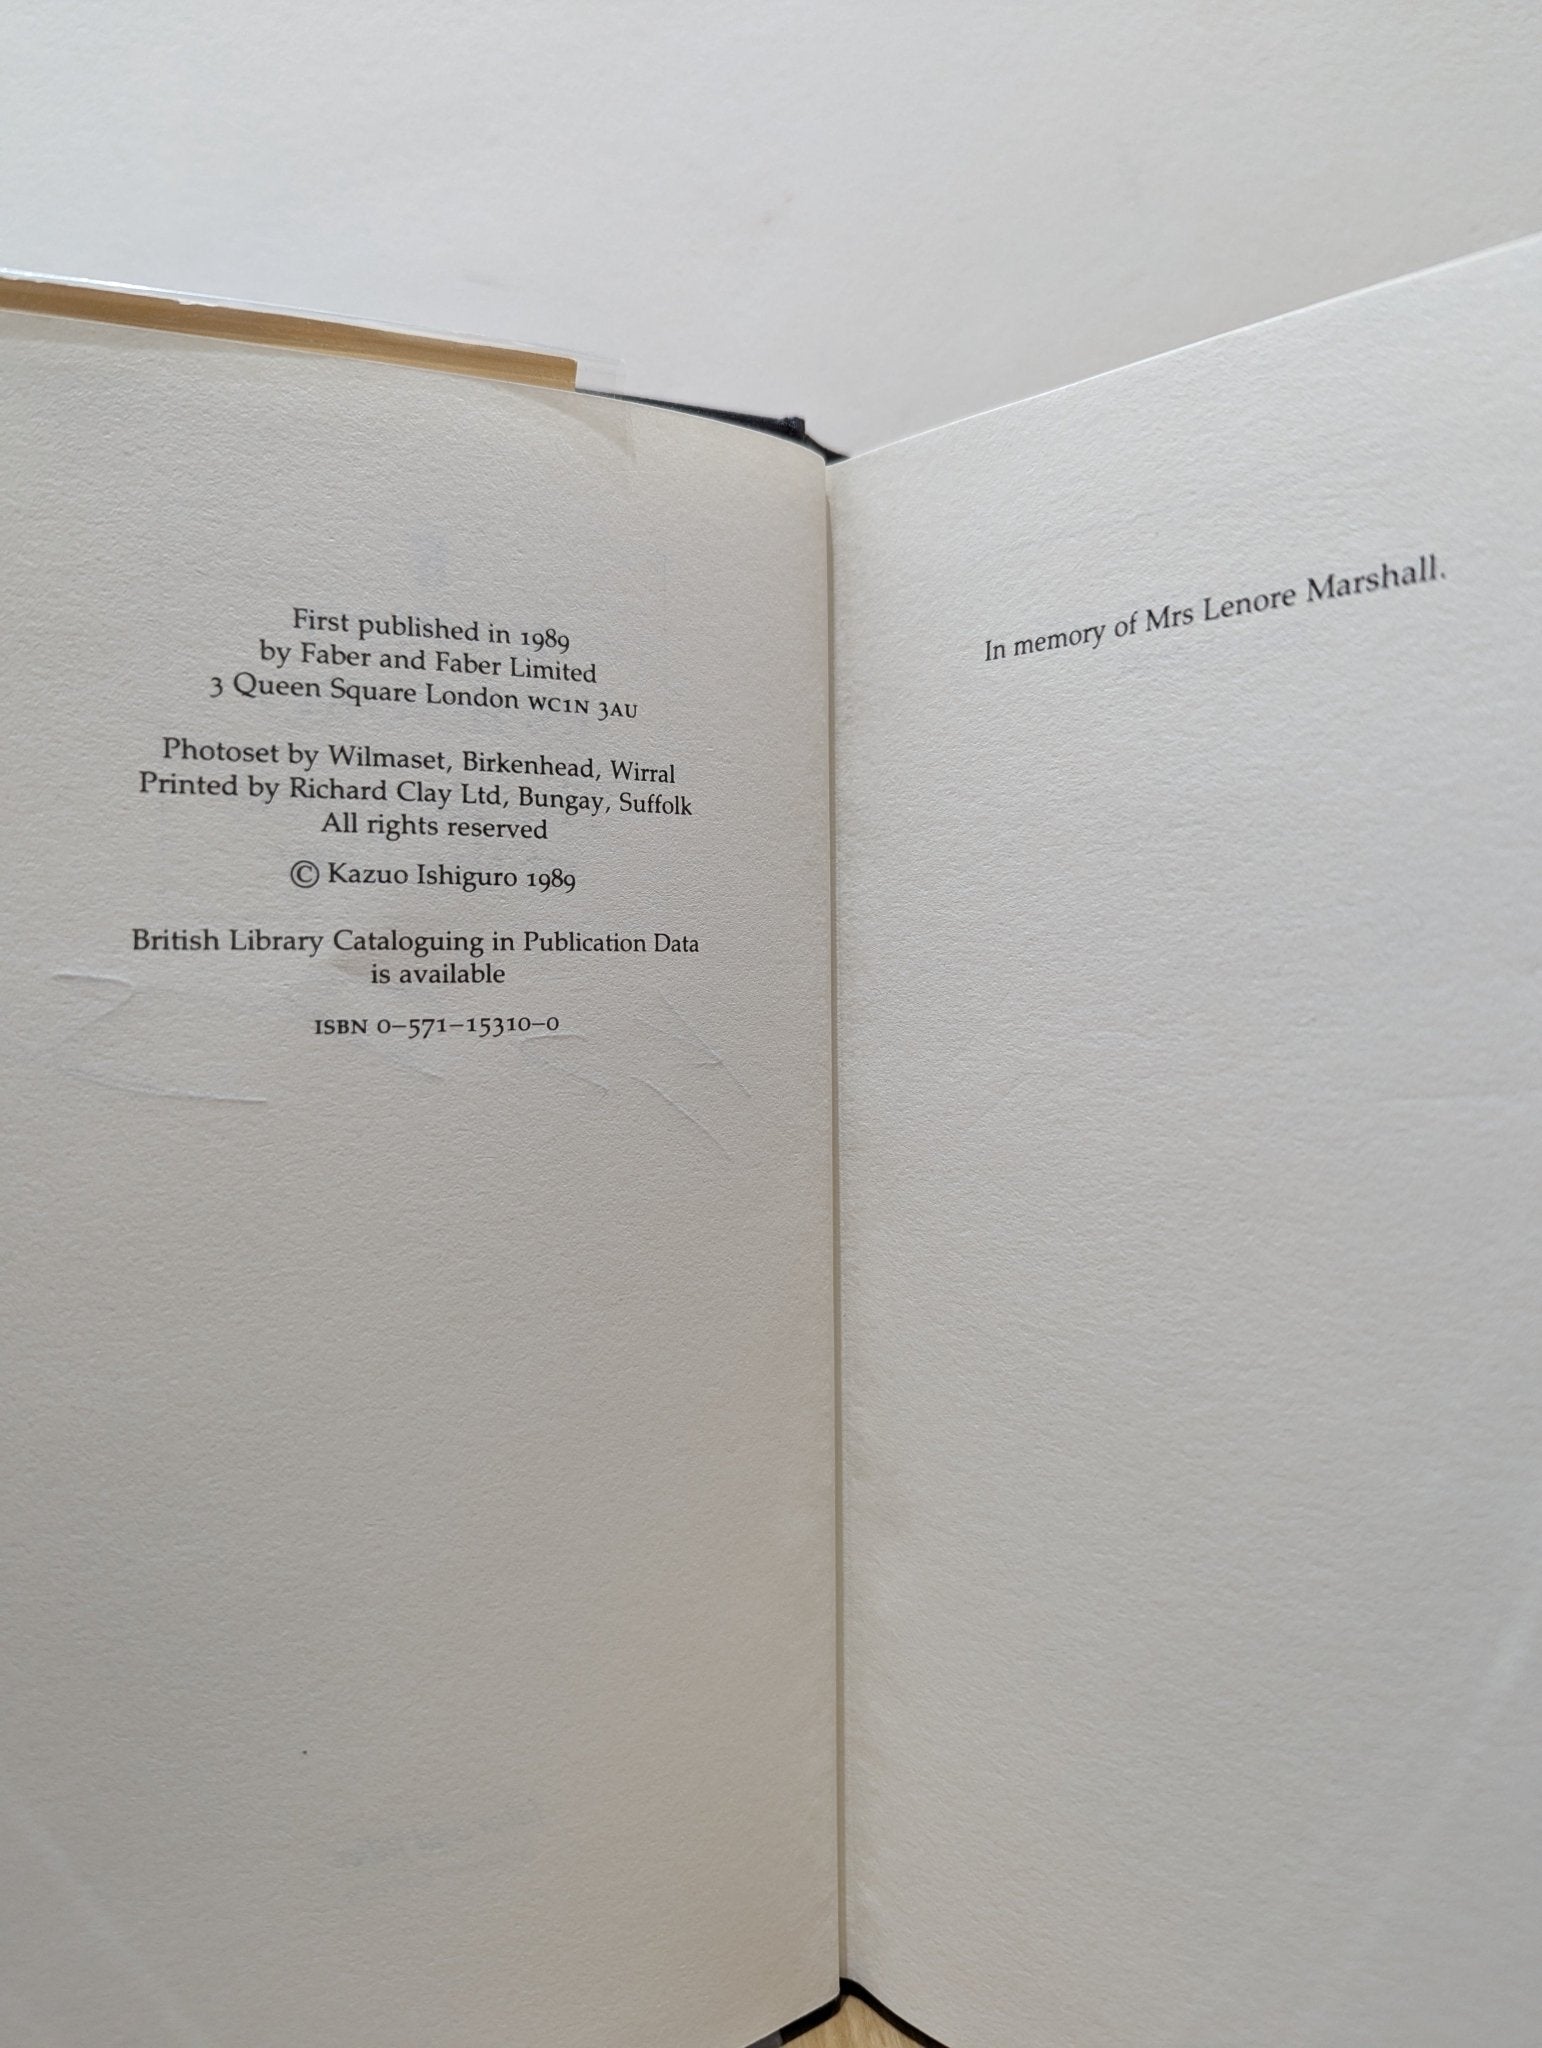 First published in 1989
by Faber and Faber Limited
3 Queen Square London WC1N 3AU
Photoset by Wilmaset, Birkenhead, Wirral
Printed by Richard Clay Ltd, Bungay, Suffolk
All rights reserved
© Kazuo Ishiguro 1989
British Library Cataloguing in Publication Data
is available
ISBN 0–571–15310–0
In memory of Mrs Lenore Marshall.